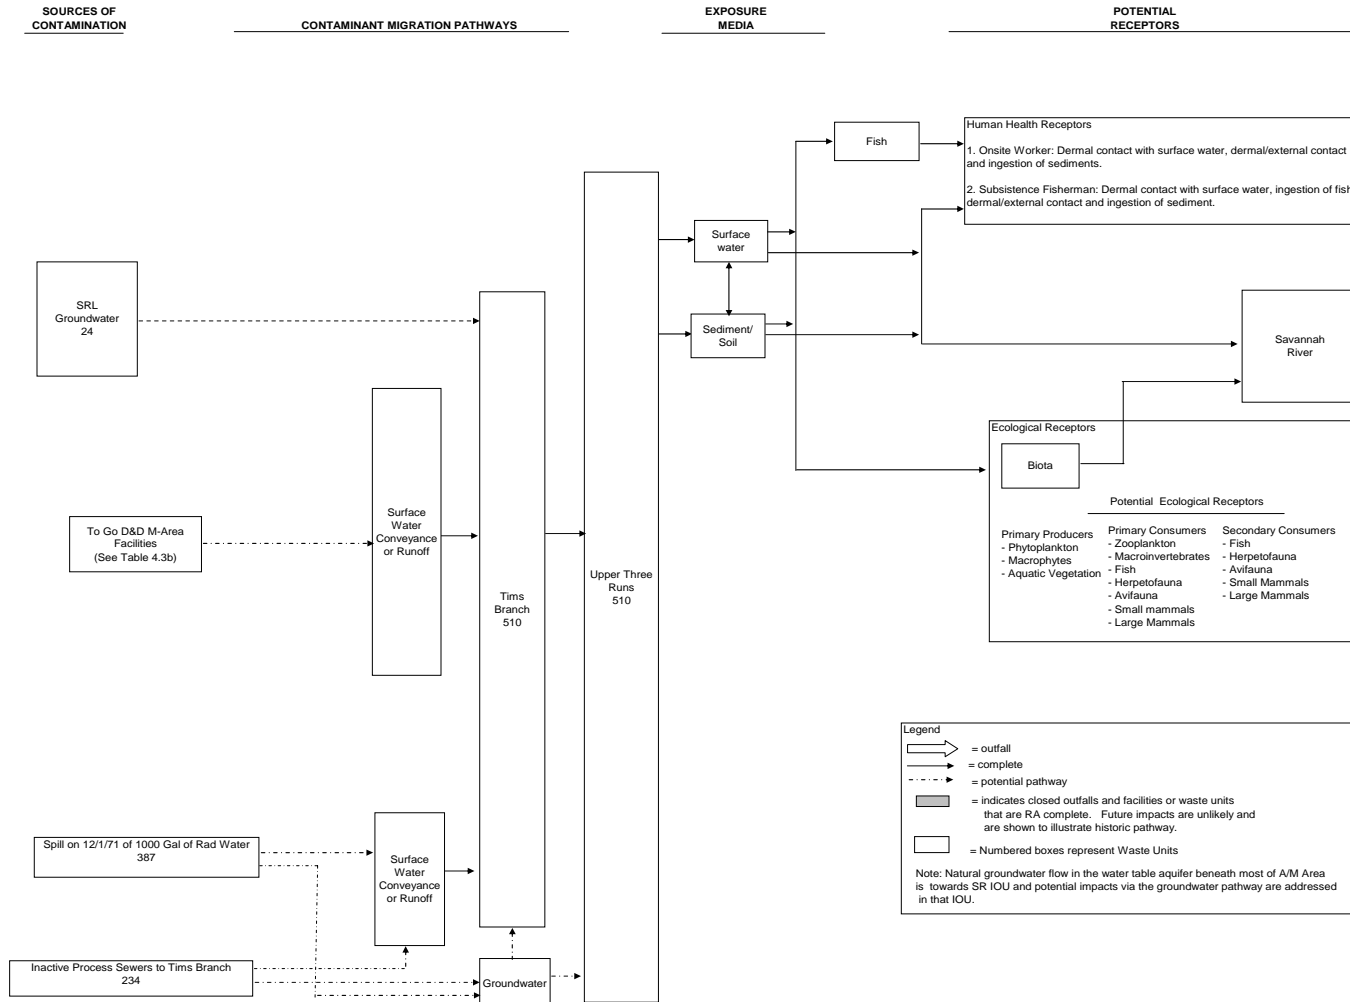 SOURCES OF
CONTAMINATION
CONTAMINANT MIGRATION PATHWAYS
EXPOSURE
MEDIA
POTENTIAL
RECEPTORS
SRL
Groundwater
24
To Go D&D M-Area
Facilities
(See Table 4.3b)
Spill on 12/1/71 of 1000 Gal of Rad Water
387
Inactive Process Sewers to Tims Branch
234
Surface
Water
Conveyance
or Runoff
Surface
Water
Conveyance
or Runoff
Groundwater
Tims
Branch
510
Upper Three
Runs
510
Surface
water
Sediment/
Soil
Fish
Human Health Receptors
1. Onsite Worker: Dermal contact with surface water, dermal/external contact
and ingestion of sediments.
2. Subsistence Fisherman: Dermal contact with surface water, ingestion of fish
dermal/external contact and ingestion of sediment.
Savannah
River
Ecological Receptors
Biota
Potential Ecological Receptors
Primary Producers
- Phytoplankton
- Macrophytes
- Aquatic Vegetation
Primary Consumers
- Zooplankton
- Macroinvertebrates
- Fish
- Herpetofauna
- Avifauna
- Small mammals
- Large Mammals
Secondary Consumers
- Fish
- Herpetofauna
- Avifauna
- Small Mammals
- Large Mammals
Legend
= outfall
= complete
= potential pathway
= indicates closed outfalls and facilities or waste units
that are RA complete. Future impacts are unlikely and
are shown to illustrate historic pathway.
= Numbered boxes represent Waste Units
Note: Natural groundwater flow in the water table aquifer beneath most of A/M Area
is towards SR IOU and potential impacts via the groundwater pathway are addressed
in that IOU.